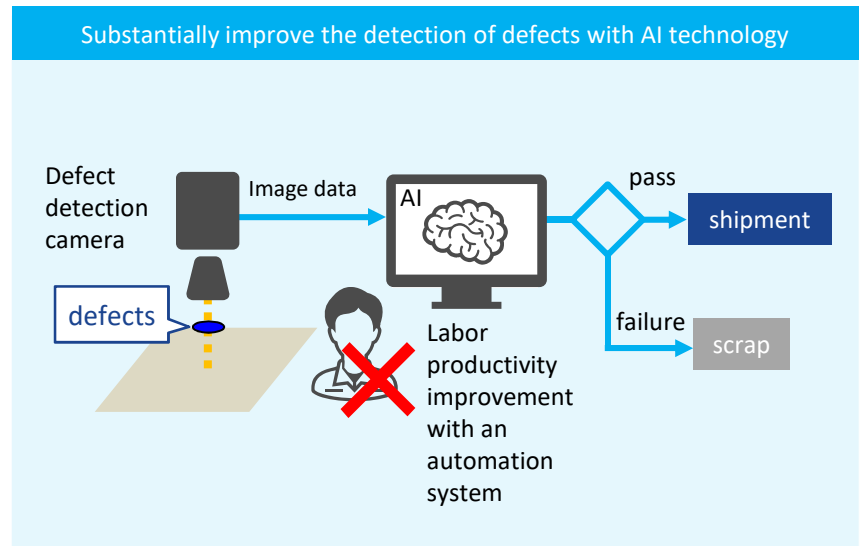 Substantially improve the detection of defects with AI technology
Defect
detection
camera
Image data
AI
pass
shipment
defects
failure
scrap
Labor
productivity
improvement
with an
automation
system